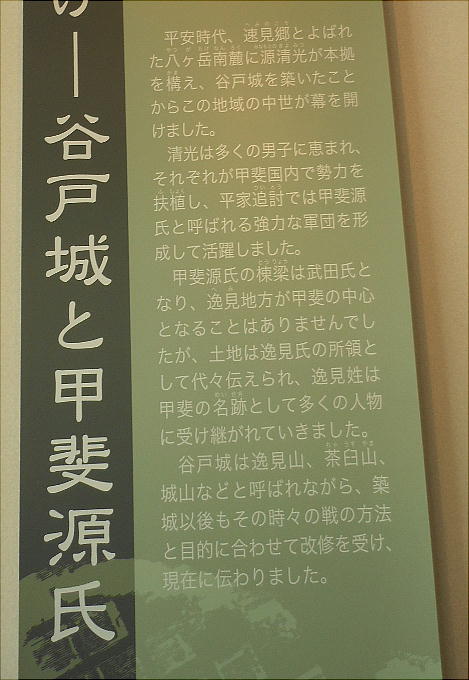 谷戸城と甲斐源氏
平安時代、速見郷とよばれ
た八ヶ岳南麓に源清光が本拠
を構え、谷戸城を築いたこと
からこの地域の中世が幕を開
けました。
清光は多くの男子に恵まれ、
それぞれが甲斐国内で勢力を
扶植し、平家追討では甲斐源
氏と呼ばれる強力な軍団を形
成して活躍しました。
甲斐源氏の棟梁は武田氏と
なり、逸見地方が甲斐の中心
となることはありませんでし
たが、土地は逸見氏の所領と
して代々伝えられ、逸見姓は
甲斐の名跡として多くの人物
に受け継がれていきました。
谷戸城は逸見山、茶臼山、
城山などと呼ばれながら、築
城以後もその時々の戦の方法
と目的に合わせて改修を受け、
現在に伝わりました。